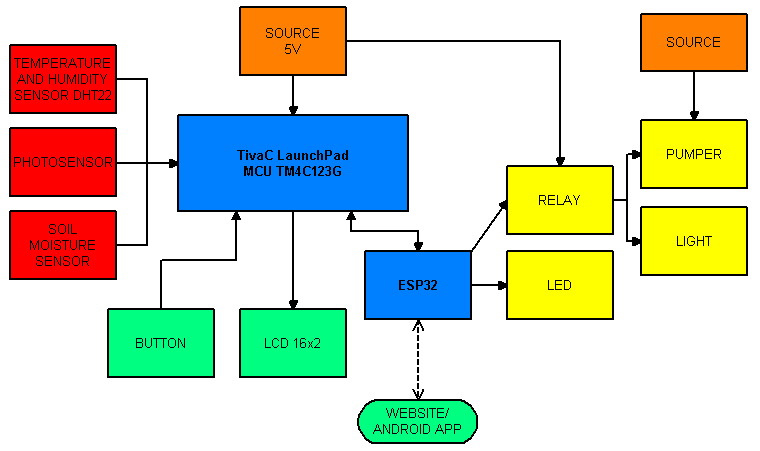 SOURCE
5V
SOURCE
TEMPERATURE
AND HUMIDITY
SENSOR DHT22
TivaC LaunchPad
MCU TM4C123G
PHOTOSENSOR
PUMPER
RELAY
SOIL
MOISTURE
SENSOR
LIGHT
ESP32
LED
BUTTON
LCD 16x2
WEBSITE/
ANDROID APP